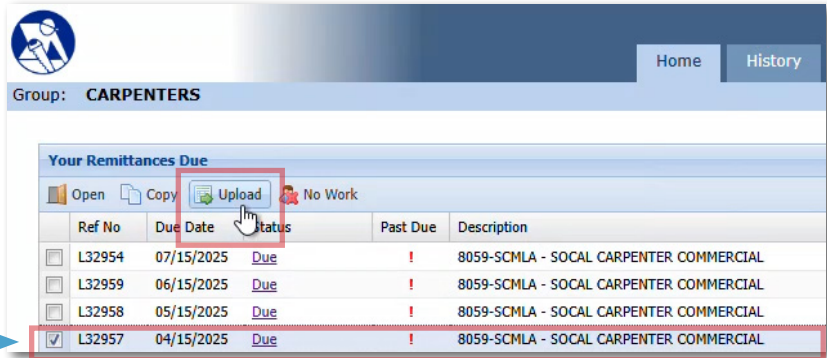 Home History
Group: CARPENTERS
Your Remittances Due
Open Copy Upload No Work
Ref No Due Date Status Past Due Description
L32954 07/15/2025 Due ! 8059-SCMLA - SOCAL CARPENTER COMMERCIAL
L32959 06/15/2025 Due ! 8059-SCMLA - SOCAL CARPENTER COMMERCIAL
L32958 05/15/2025 Due ! 8059-SCMLA - SOCAL CARPENTER COMMERCIAL
L32957 04/15/2025 Due ! 8059-SCMLA - SOCAL CARPENTER COMMERCIAL